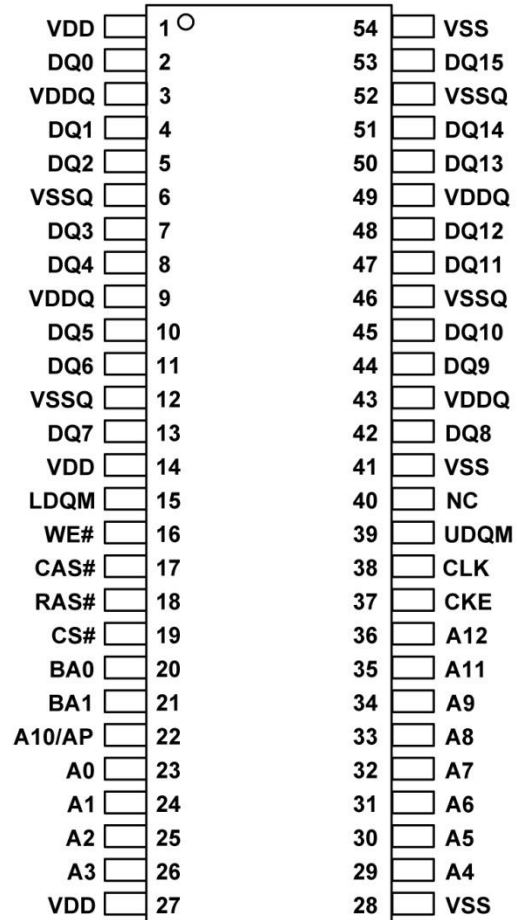 VDD 1 54 VSS
DQ0 2 53 DQ15
VDDQ 3 52 VSSQ
DQ1 4 51 DQ14
DQ2 5 50 DQ13
VSSQ 6 49 VDDQ
DQ3 7 48 DQ12
DQ4 8 47 DQ11
VDDQ 9 46 VSSQ
DQ5 10 45 DQ10
DQ6 11 44 DQ9
VSSQ 12 43 VDDQ
DQ7 13 42 DQ8
VDD 14 41 VSS
LDQM 15 40 NC
WE# 16 39 UDQM
CAS# 17 38 CLK
RAS# 18 37 CKE
CS# 19 36 A12
BA0 20 35 A11
BA1 21 34 A9
A10/AP 22 33 A8
A0 23 32 A7
A1 24 31 A6
A2 25 30 A5
A3 26 29 A4
VDD 27 28 VSS